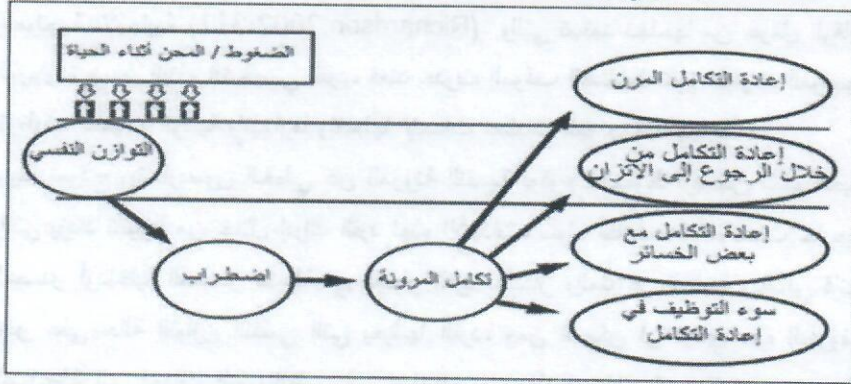 الضغوط / المحن أثناء الحياة
إعادة التكامل المرن
التوازن النفسي
إعادة التكامل من
خلال الرجوع إلى الاتزان
إعادة التكامل مع
بعض الخسائر
إضطراب
تكامل المرونة
سوء التوظيف في
إعادة التكامل